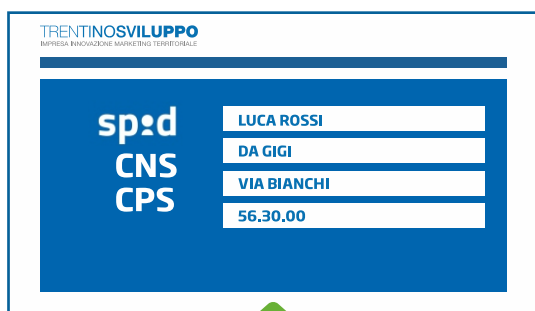 TRENTINOSVILUPPO
IMPRESA INNOVAZIONE MARKETING TERRITORIALE
spid
CNS
CPS
LUCA ROSSI
DA GIGI
VIA BIANCHI
56.30.00